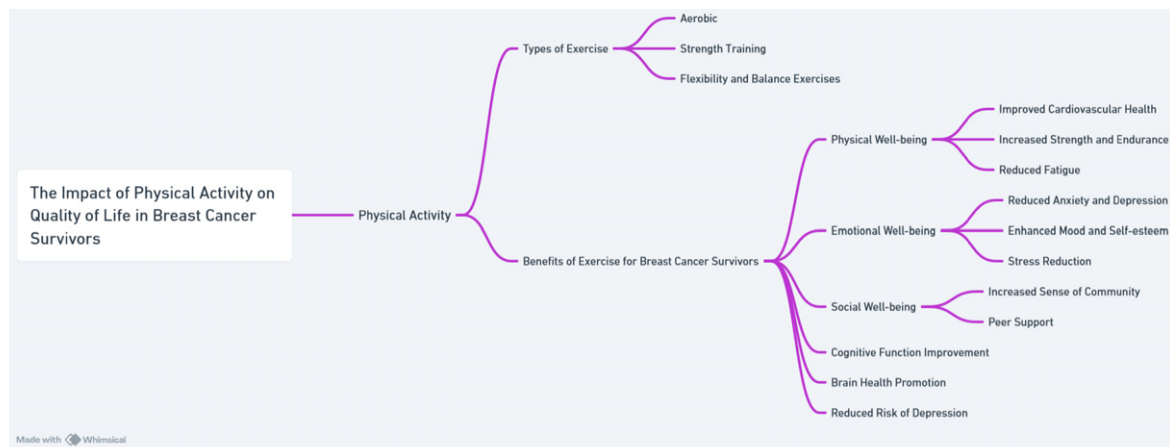 The Impact of Physical Activity on
Quality of Life in Breast Cancer
Survivors
Physical Activity
Types of Exercise
Aerobic
Strength Training
Flexibility and Balance Exercises
Benefits of Exercise for Breast Cancer Survivors
Physical Well-being
Improved Cardiovascular Health
Increased Strength and Endurance
Reduced Fatigue
Emotional Well-being
Reduced Anxiety and Depression
Enhanced Mood and Self-esteem
Stress Reduction
Social Well-being
Increased Sense of Community
Peer Support
Cognitive Function Improvement
Brain Health Promotion
Reduced Risk of Depression
Made with Whimsical